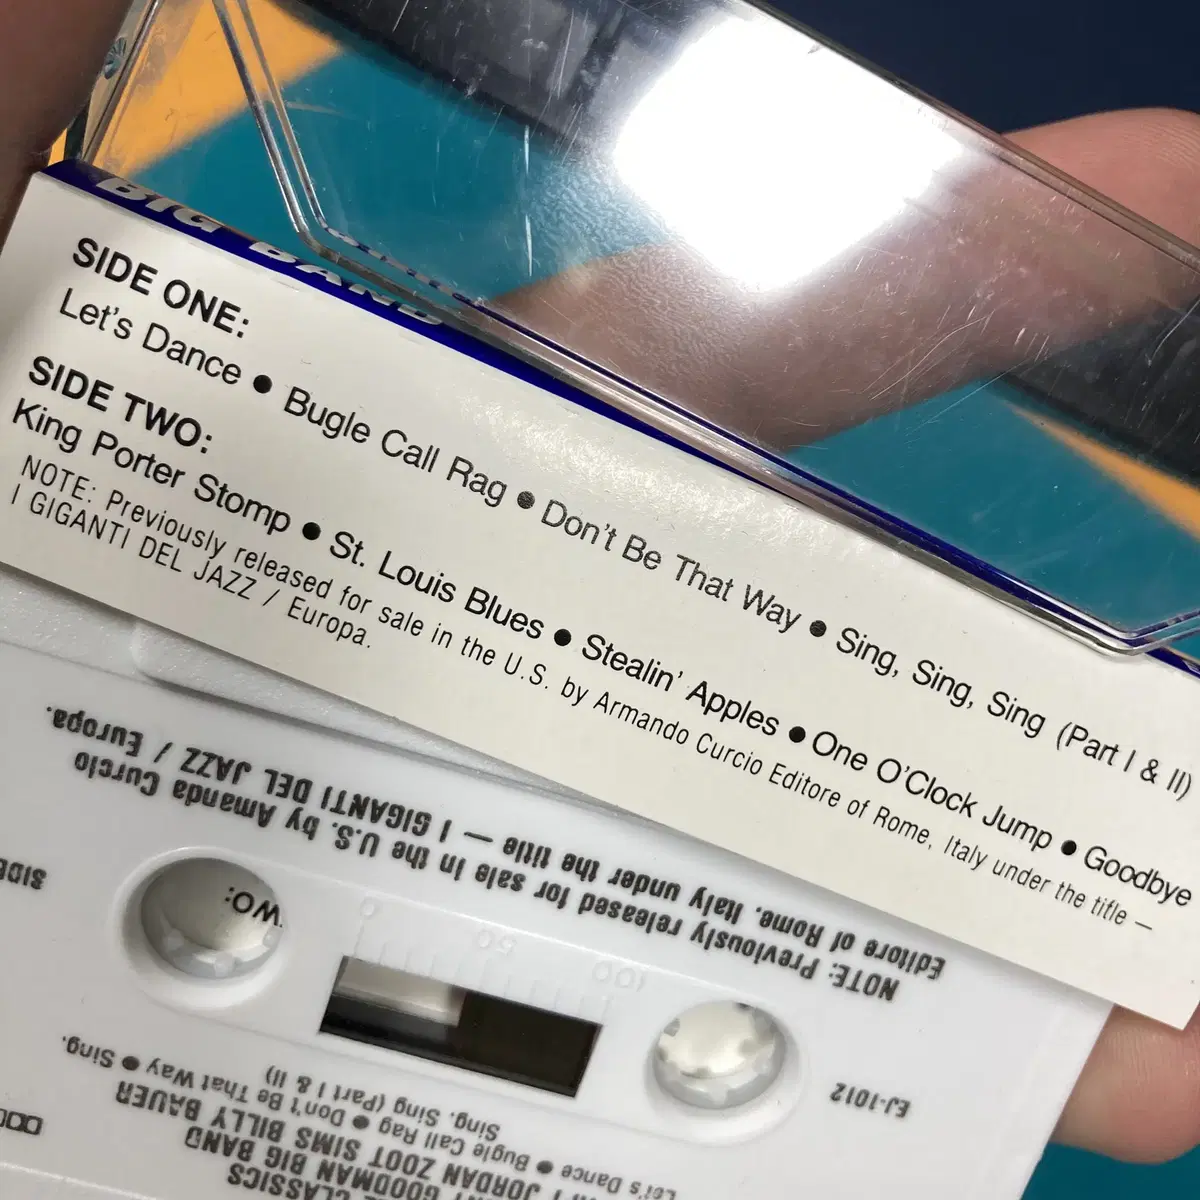 BIG BAND
SIDE ONE:
Let's Dance ● Bugle Call Rag ● Don't Be That Way ● Sing, Sing, Sing (Part I & II)
SIDE TWO:
King Porter Stomp ● St. Louis Blues ● Stealin' Apples ● One O'Clock Jump ● Goodbye
NOTE: Previously released for sale in the U.S. by Armando Curcio Editore of Rome, Italy under the title —
I GIGANTI DEL JAZZ / Europa.
CLASSICS
GOODMAN BIG BAND
JORDAN ZOOT SIMS BILLY BAUER
Let's Dance ● Bugle Call Rag ● Don't Be That Way ● Sing,
Sing, Sing (Part I & II)
EJ-1012
0 50 100
WO:
SIDE
NOTE: Previously released for sale in the U.S. by Amanda Curcio
Editore of Rome, Italy under the title — I GIGANTI DEL JAZZ / Europa.